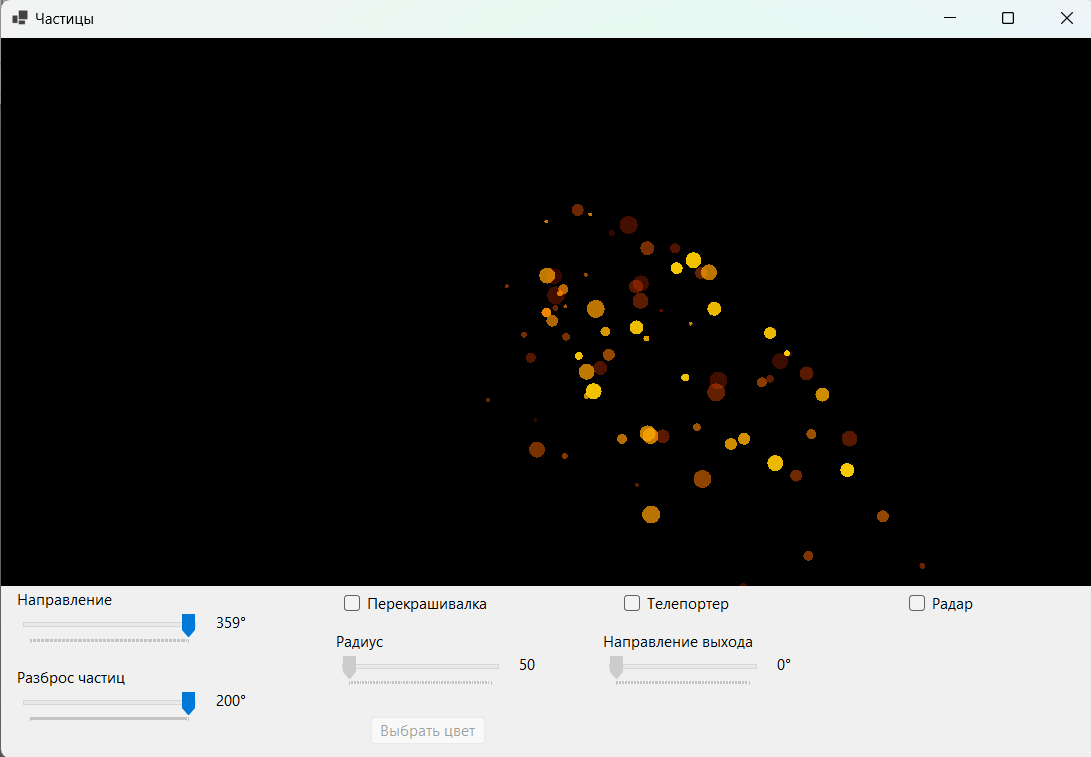 Частицы
Направление
359°
Разброс частиц
200°
Перекрашивалка
Радиус
50
Выбрать цвет
Телепортер
Направление выхода
0°
Радар